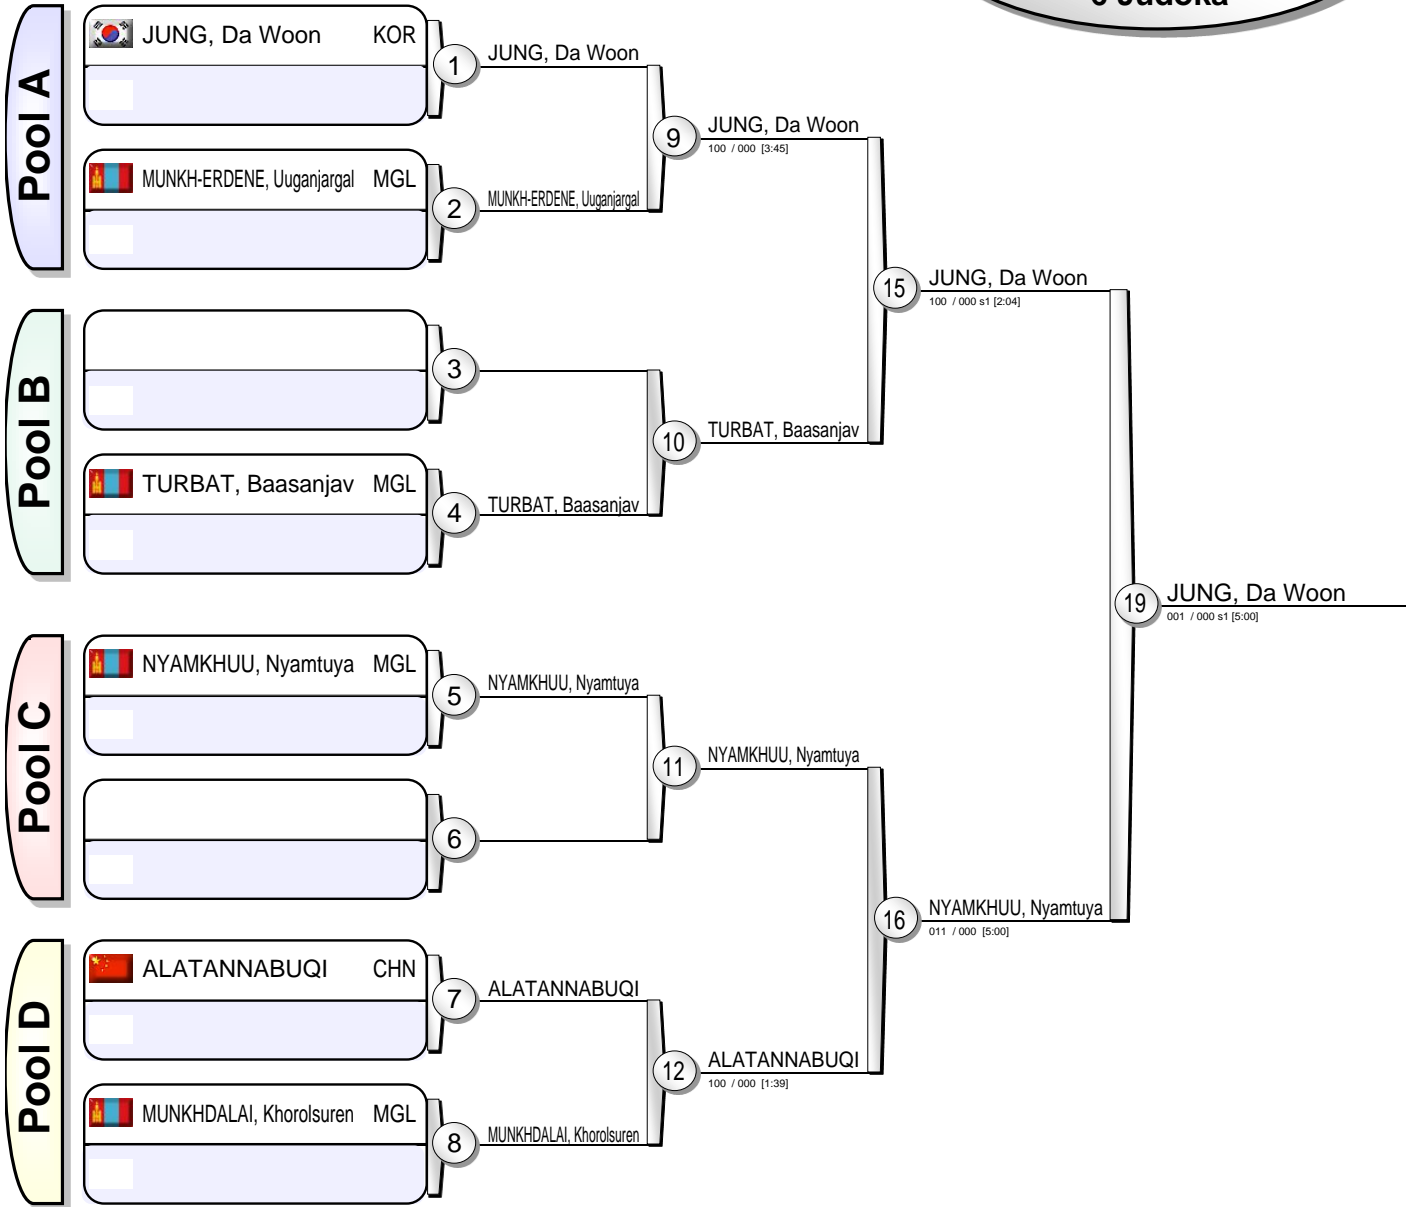 6 Judoka
Pool A
JUNG, Da Woon KOR
1
JUNG, Da Woon
MUNKH-ERDENE, Uuganjargal MGL
2
MUNKH-ERDENE, Uuganjargal
9
JUNG, Da Woon
100 / 000 [3:45]
Pool B
3
TURBAT, Baasanjav MGL
4
TURBAT, Baasanjav
10
TURBAT, Baasanjav
15
JUNG, Da Woon
100 / 000 s1 [2:04]
Pool C
NYAMKHUU, Nyamtuya MGL
5
NYAMKHUU, Nyamtuya
6
11
NYAMKHUU, Nyamtuya
Pool D
ALATANNABUQI CHN
7
ALATANNABUQI
MUNKHDALAI, Khorolsuren MGL
8
MUNKHDALAI, Khorolsuren
12
ALATANNABUQI
100 / 000 [1:39]
16
NYAMKHUU, Nyamtuya
011 / 000 [5:00]
19
JUNG, Da Woon
001 / 000 s1 [5:00]